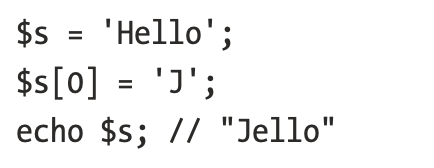 $s = 'Hello';
$s[0] = 'J';
echo $s; // "Jello"